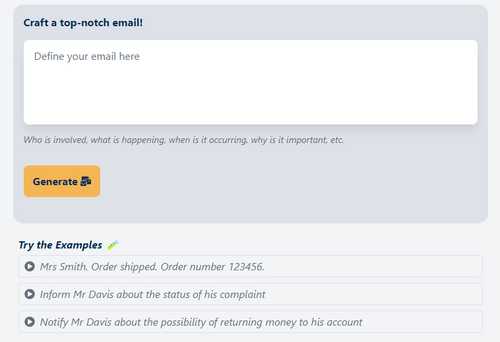 Craft a top-notch email!
Define your email here
Who is involved, what is happening, when is it occurring, why is it important, etc.
Generate
Try the Examples
Mrs Smith. Order shipped. Order number 123456.
Inform Mr Davis about the status of his complaint
Notify Mr Davis about the possibility of returning money to his account